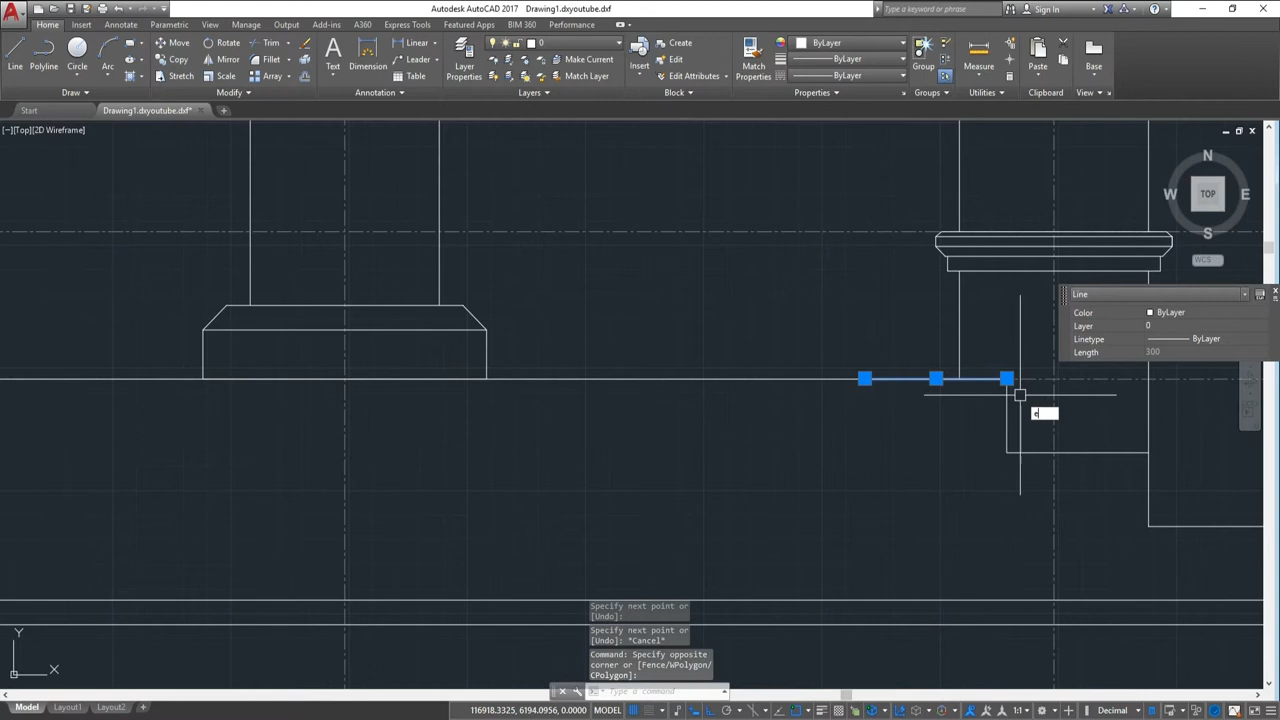 Autodesk AutoCAD 2017 Drawing1.dxfyoutube.dxf
Type a keyword or phrase
Sign In
Home Insert Annotate Parametric View Manage Output Add-ins A360 Express Tools Featured Apps BIM 360 Performance
Line Polyline Circle Arc
Move Rotate Trim
Copy Mirror Fillet
Stretch Scale Array
Text Dimension
Linear
Leader
Table
Layer Properties
0
Make Current
Match Layer
Insert
Create
Edit
Edit Attributes
Match Properties
ByLayer
ByLayer
ByLayer
Group Measure Paste Base
Draw Modify Annotation Layers Block Properties Groups Utilities Clipboard View
Start Drawing1.dxyoutube.dxf*
[−][Top][2D Wireframe]
N
W TOP E
S
WCS
Line
Color ByLayer
Layer 0
Linetype ByLayer
Length 300
e
Specify next point or
[Undo]:
Specify next point or
[Undo]: *Cancel*
Command: Specify opposite
corner or [Fence/WPolygon/
CPolygon]:
Type a command
Y
X
Model Layout1 Layout2
116918.3325, 6194.0956, 0.0000 MODEL 1:1 Decimal